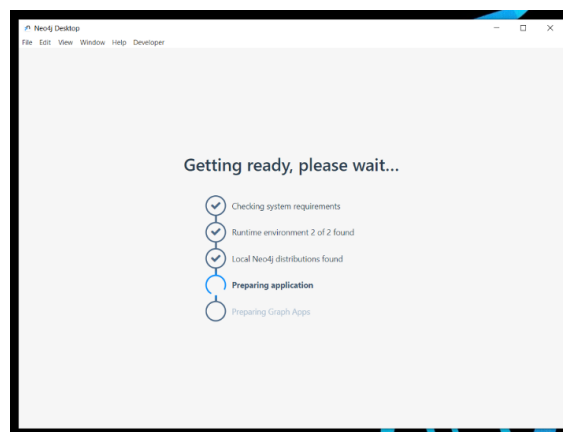 Neo4j Desktop
File Edit View Window Help Developer
Getting ready, please wait...
Checking system requirements
Runtime environment 2 of 2 found
Local Neo4j distributions found
Preparing application
Preparing Graph Apps